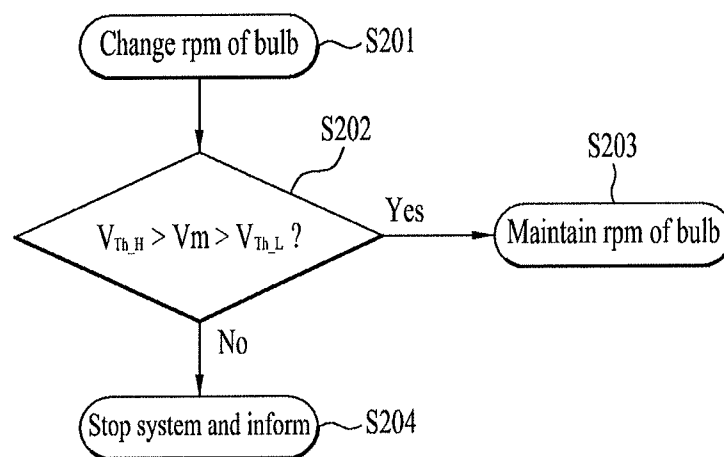 Change rpm of bulb
S201
S202
V_Th_H > Vm > V_Th_L ?
Yes
S203
Maintain rpm of bulb
No
Stop system and inform
S204